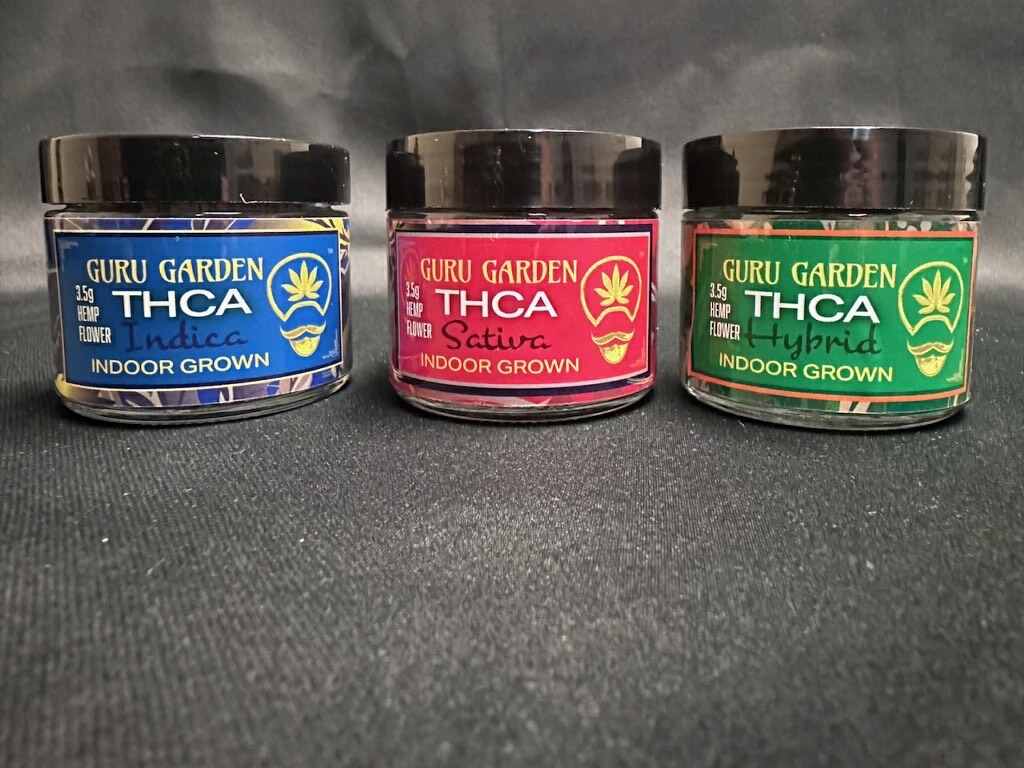 GURU GARDEN
3.5g
HEMP
FLOWER
THCA
Indica
INDOOR GROWN
GURU GARDEN
3.5g
HEMP
FLOWER
THCA
Sativa
INDOOR GROWN
GURU GARDEN
3.5g
HEMP
FLOWER
THCA
Hybrid
INDOOR GROWN